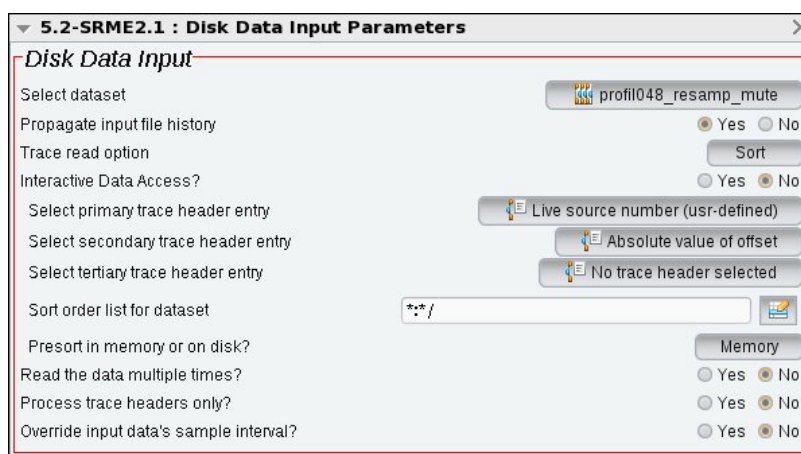 5.2-SRME2.1 : Disk Data Input Parameters
Disk Data Input
Select dataset profil048_resamp_mute
Propagate input file history Yes No
Trace read option Sort
Interactive Data Access? Yes No
Select primary trace header entry Live source number (usr-defined)
Select secondary trace header entry Absolute value of offset
Select tertiary trace header entry No trace header selected
Sort order list for dataset *:*/
Presort in memory or on disk? Memory
Read the data multiple times? Yes No
Process trace headers only? Yes No
Override input data's sample interval? Yes No